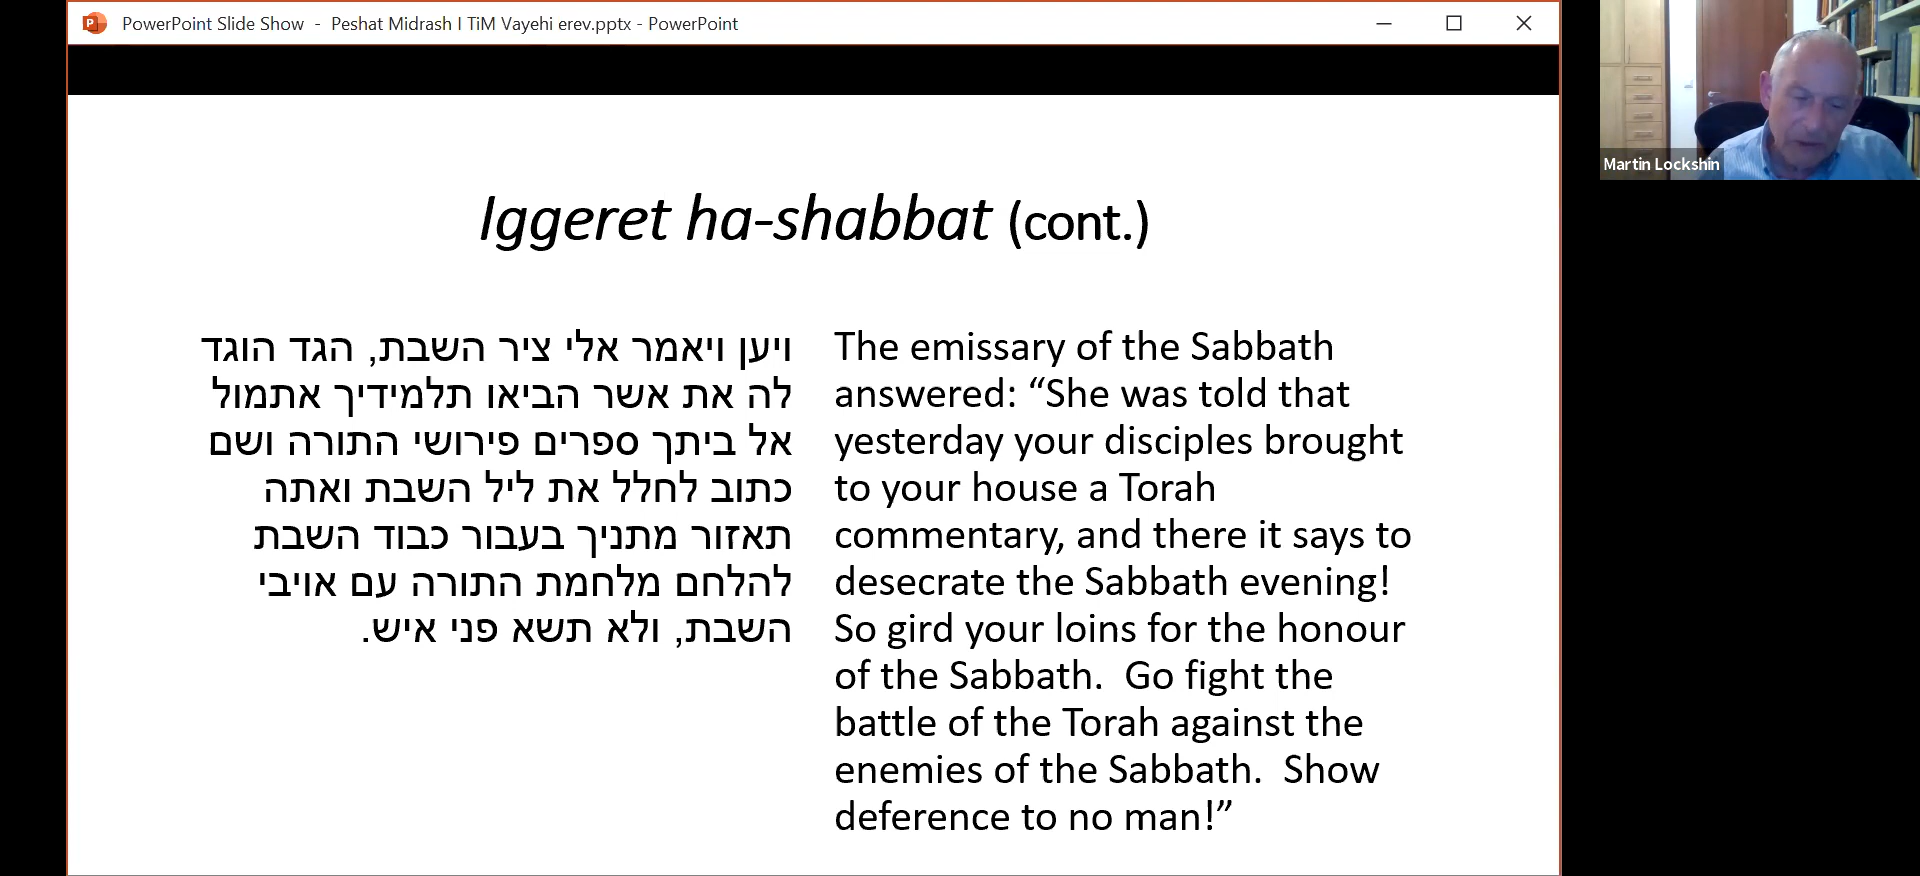 PowerPoint Slide Show - Peshat Midrash I TiM Vayehi erev.pptx - PowerPoint
Martin Lockshin
Iggeret ha-shabbat (cont.)
ויען ויאמר אלי ציר השבת, הגד הוגד
לה את אשר הביאו תלמידיך אתמול
אל ביתך ספרים פירושי התורה ושם
כתוב לחלל את ליל השבת ואתה
תאזור מתניך בעבור כבוד השבת
להלחם מלחמת התורה עם אויבי
השבת, ולא תשא פני איש.
The emissary of the Sabbath
answered: “She was told that
yesterday your disciples brought
to your house a Torah
commentary, and there it says to
desecrate the Sabbath evening!
So gird your loins for the honour
of the Sabbath.  Go fight the
battle of the Torah against the
enemies of the Sabbath.  Show
deference to no man!”